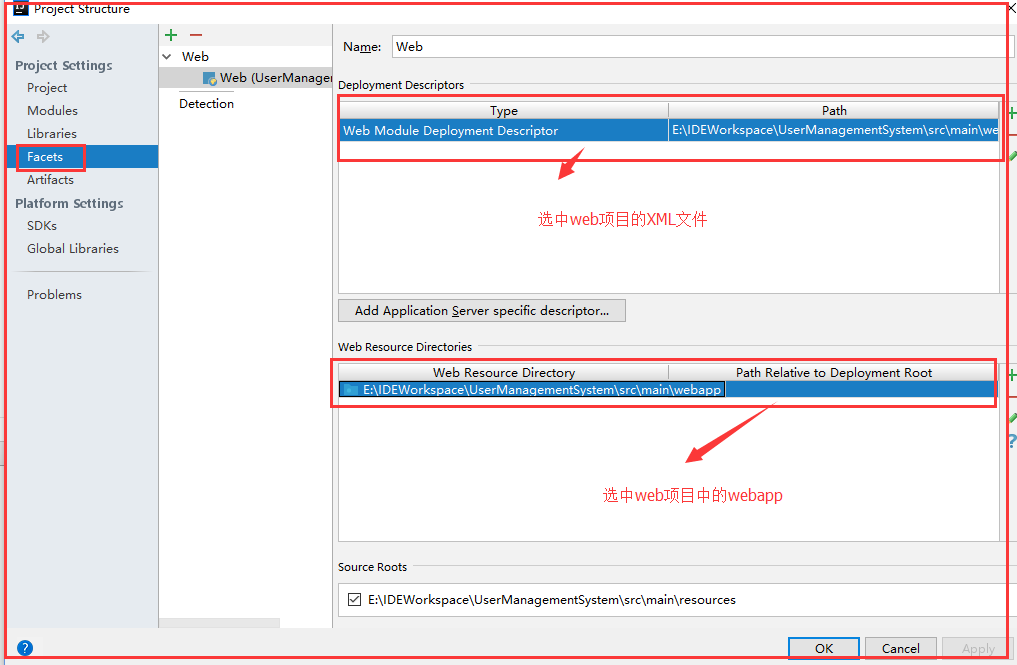 Project Structure
Project Settings
Project
Modules
Libraries
Facets
Artifacts
Platform Settings
SDKs
Global Libraries
Problems
Web
Web (UserManager
Detection
Name: Web
Deployment Descriptors
Type Path
Web Module Deployment Descriptor E:\IDEWorkspace\UserManagementSystem\src\main\we
选中web项目的XML文件
Add Application Server specific descriptor...
Web Resource Directories
Web Resource Directory Path Relative to Deployment Root
E:\IDEWorkspace\UserManagementSystem\src\main\webapp
选中web项目中的webapp
Source Roots
E:\IDEWorkspace\UserManagementSystem\src\main\resources
OK Cancel Apply